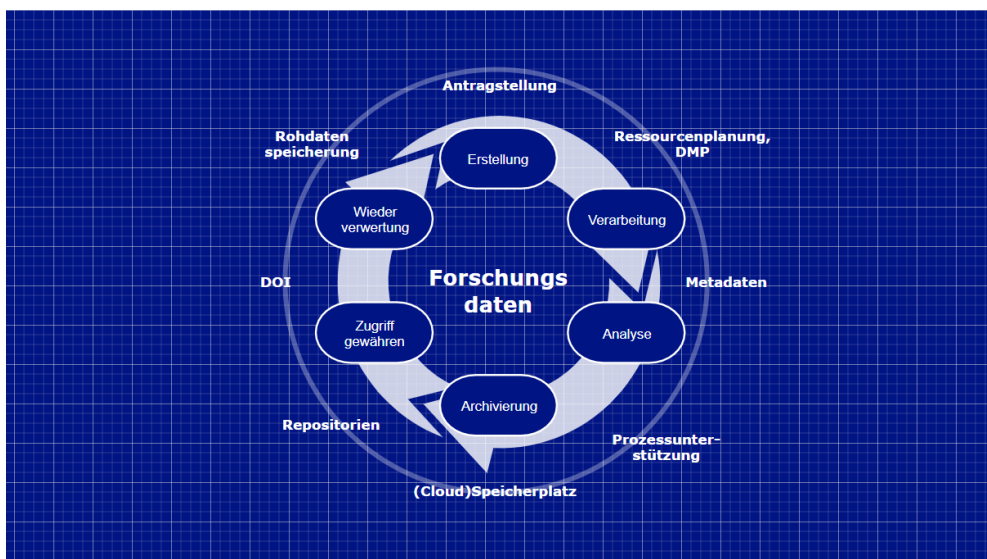 Antragstellung
Rohdaten
speicherung
Ressourcenplanung,
DMP
Erstellung
Wieder
verwertung
Verarbeitung
DOI
Forschungs
daten
Metadaten
Zugriff
gewähren
Analyse
Archivierung
Repositorien
Prozessunter-
stützung
(Cloud)Speicherplatz